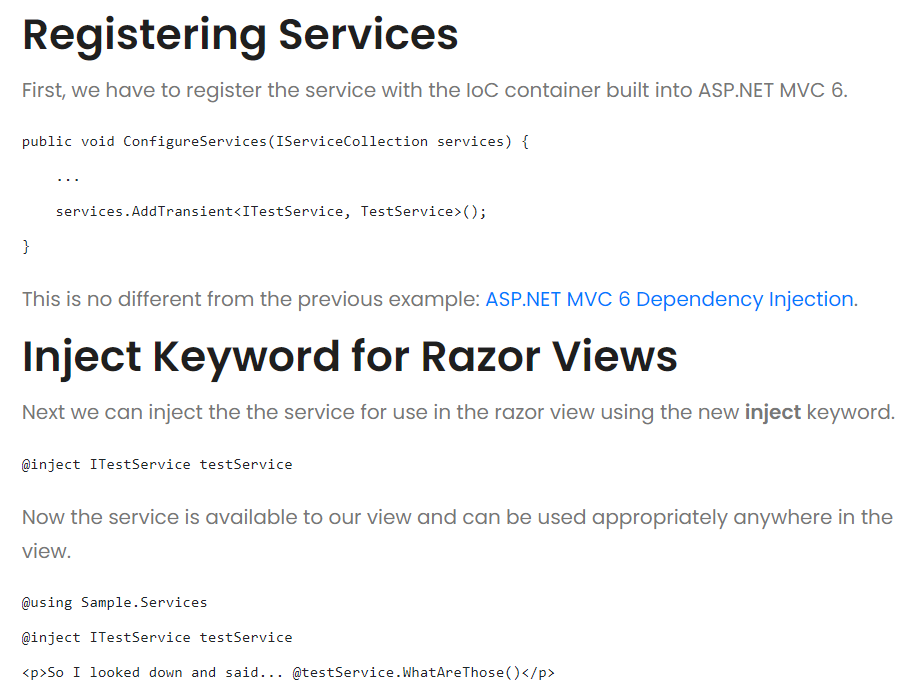 Registering Services
First, we have to register the service with the IoC container built into ASP.NET MVC 6.
public void ConfigureServices(IServiceCollection services) {
    ...
    services.AddTransient<ITestService, TestService>();
}
This is no different from the previous example: ASP.NET MVC 6 Dependency Injection.
Inject Keyword for Razor Views
Next we can inject the the service for use in the razor view using the new inject keyword.
@inject ITestService testService
Now the service is available to our view and can be used appropriately anywhere in the
view.
@using Sample.Services
@inject ITestService testService
<p>So I looked down and said... @testService.WhatAreThose()</p>